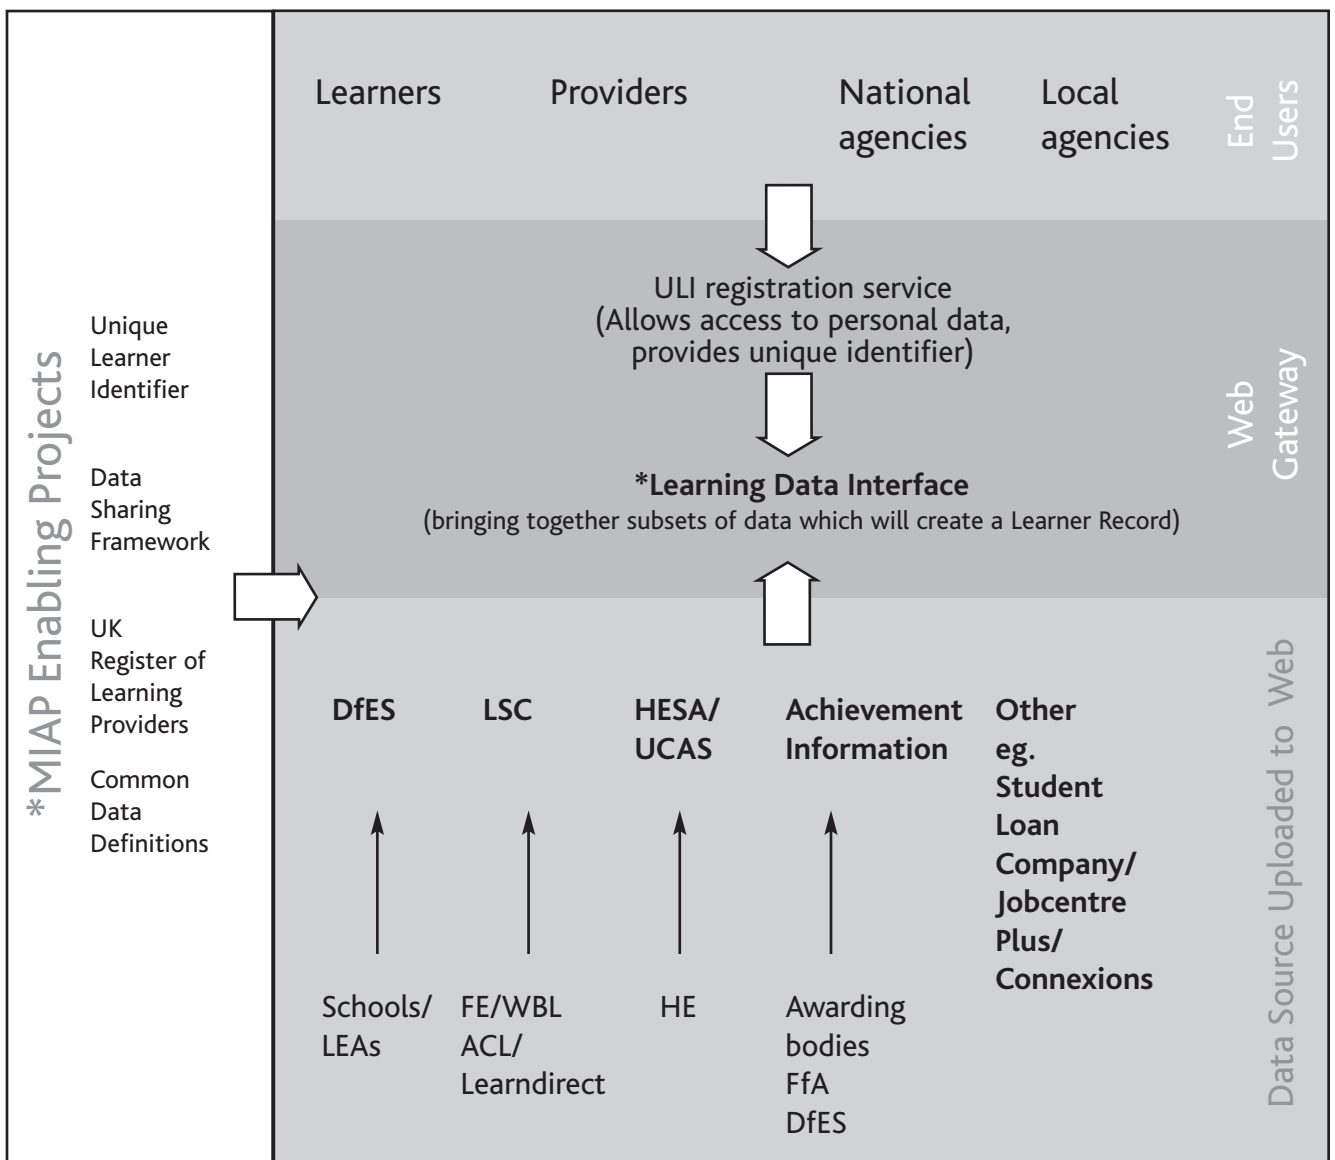 *MIAP Enabling Projects
Unique
Learner
Identifier
Data
Sharing
Framework
UK
Register of
Learning
Providers
Common
Data
Definitions
Learners
Providers
National
agencies
Local
agencies
End
Users
ULI registration service
(Allows access to personal data,
provides unique identifier)
*Learning Data Interface
(bringing together subsets of data which will create a Learner Record)
Web
Gateway
DfES
LSC
HESA/
UCAS
Achievement
Information
Other
eg.
Student
Loan
Company/
Jobcentre
Plus/
Connexions
Schools/
LEAs
FE/WBL
ACL/
Learndirect
HE
Awarding
bodies
FfA
DfES
Data Source Uploaded to Web